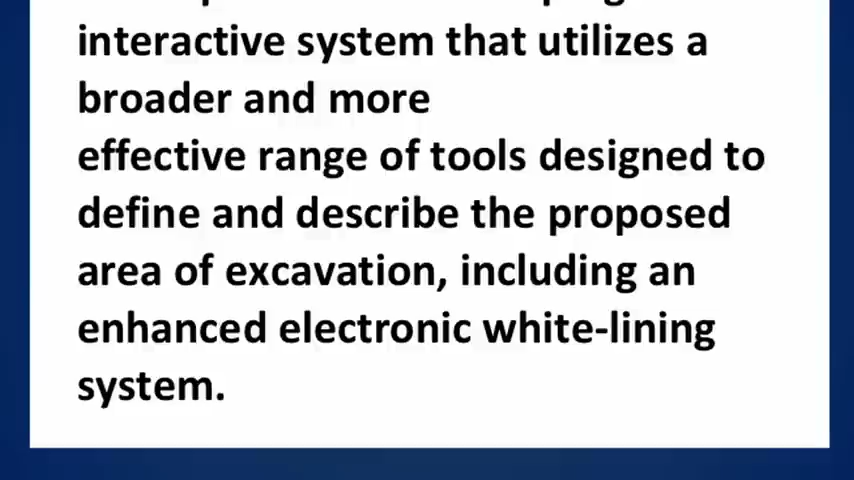 interactive system that utilizes a
broader and more
effective range of tools designed to
define and describe the proposed
area of excavation, including an
enhanced electronic white-lining
system.